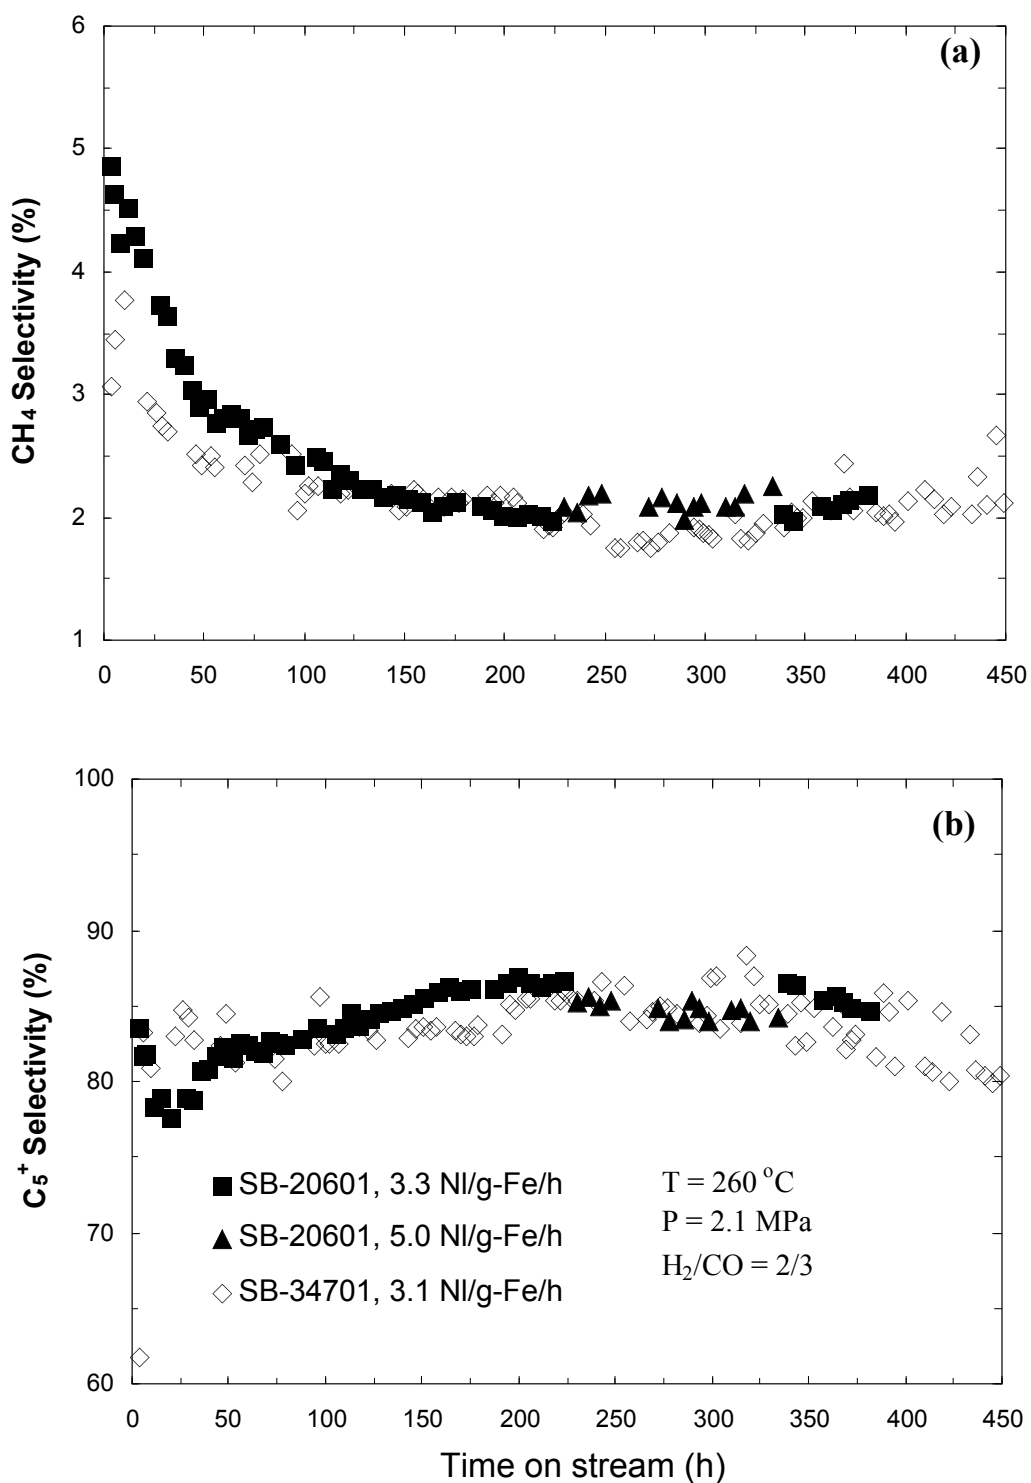 (a)
CH4 Selectivity (%)
6
5
4
3
2
1
0 50 100 150 200 250 300 350 400 450
(b)
C5+ Selectivity (%)
100
90
80
70
60
SB-20601, 3.3 Nl/g-Fe/h
SB-20601, 5.0 Nl/g-Fe/h
SB-34701, 3.1 Nl/g-Fe/h
T = 260 °C
P = 2.1 MPa
H2/CO = 2/3
0 50 100 150 200 250 300 350 400 450
Time on stream (h)